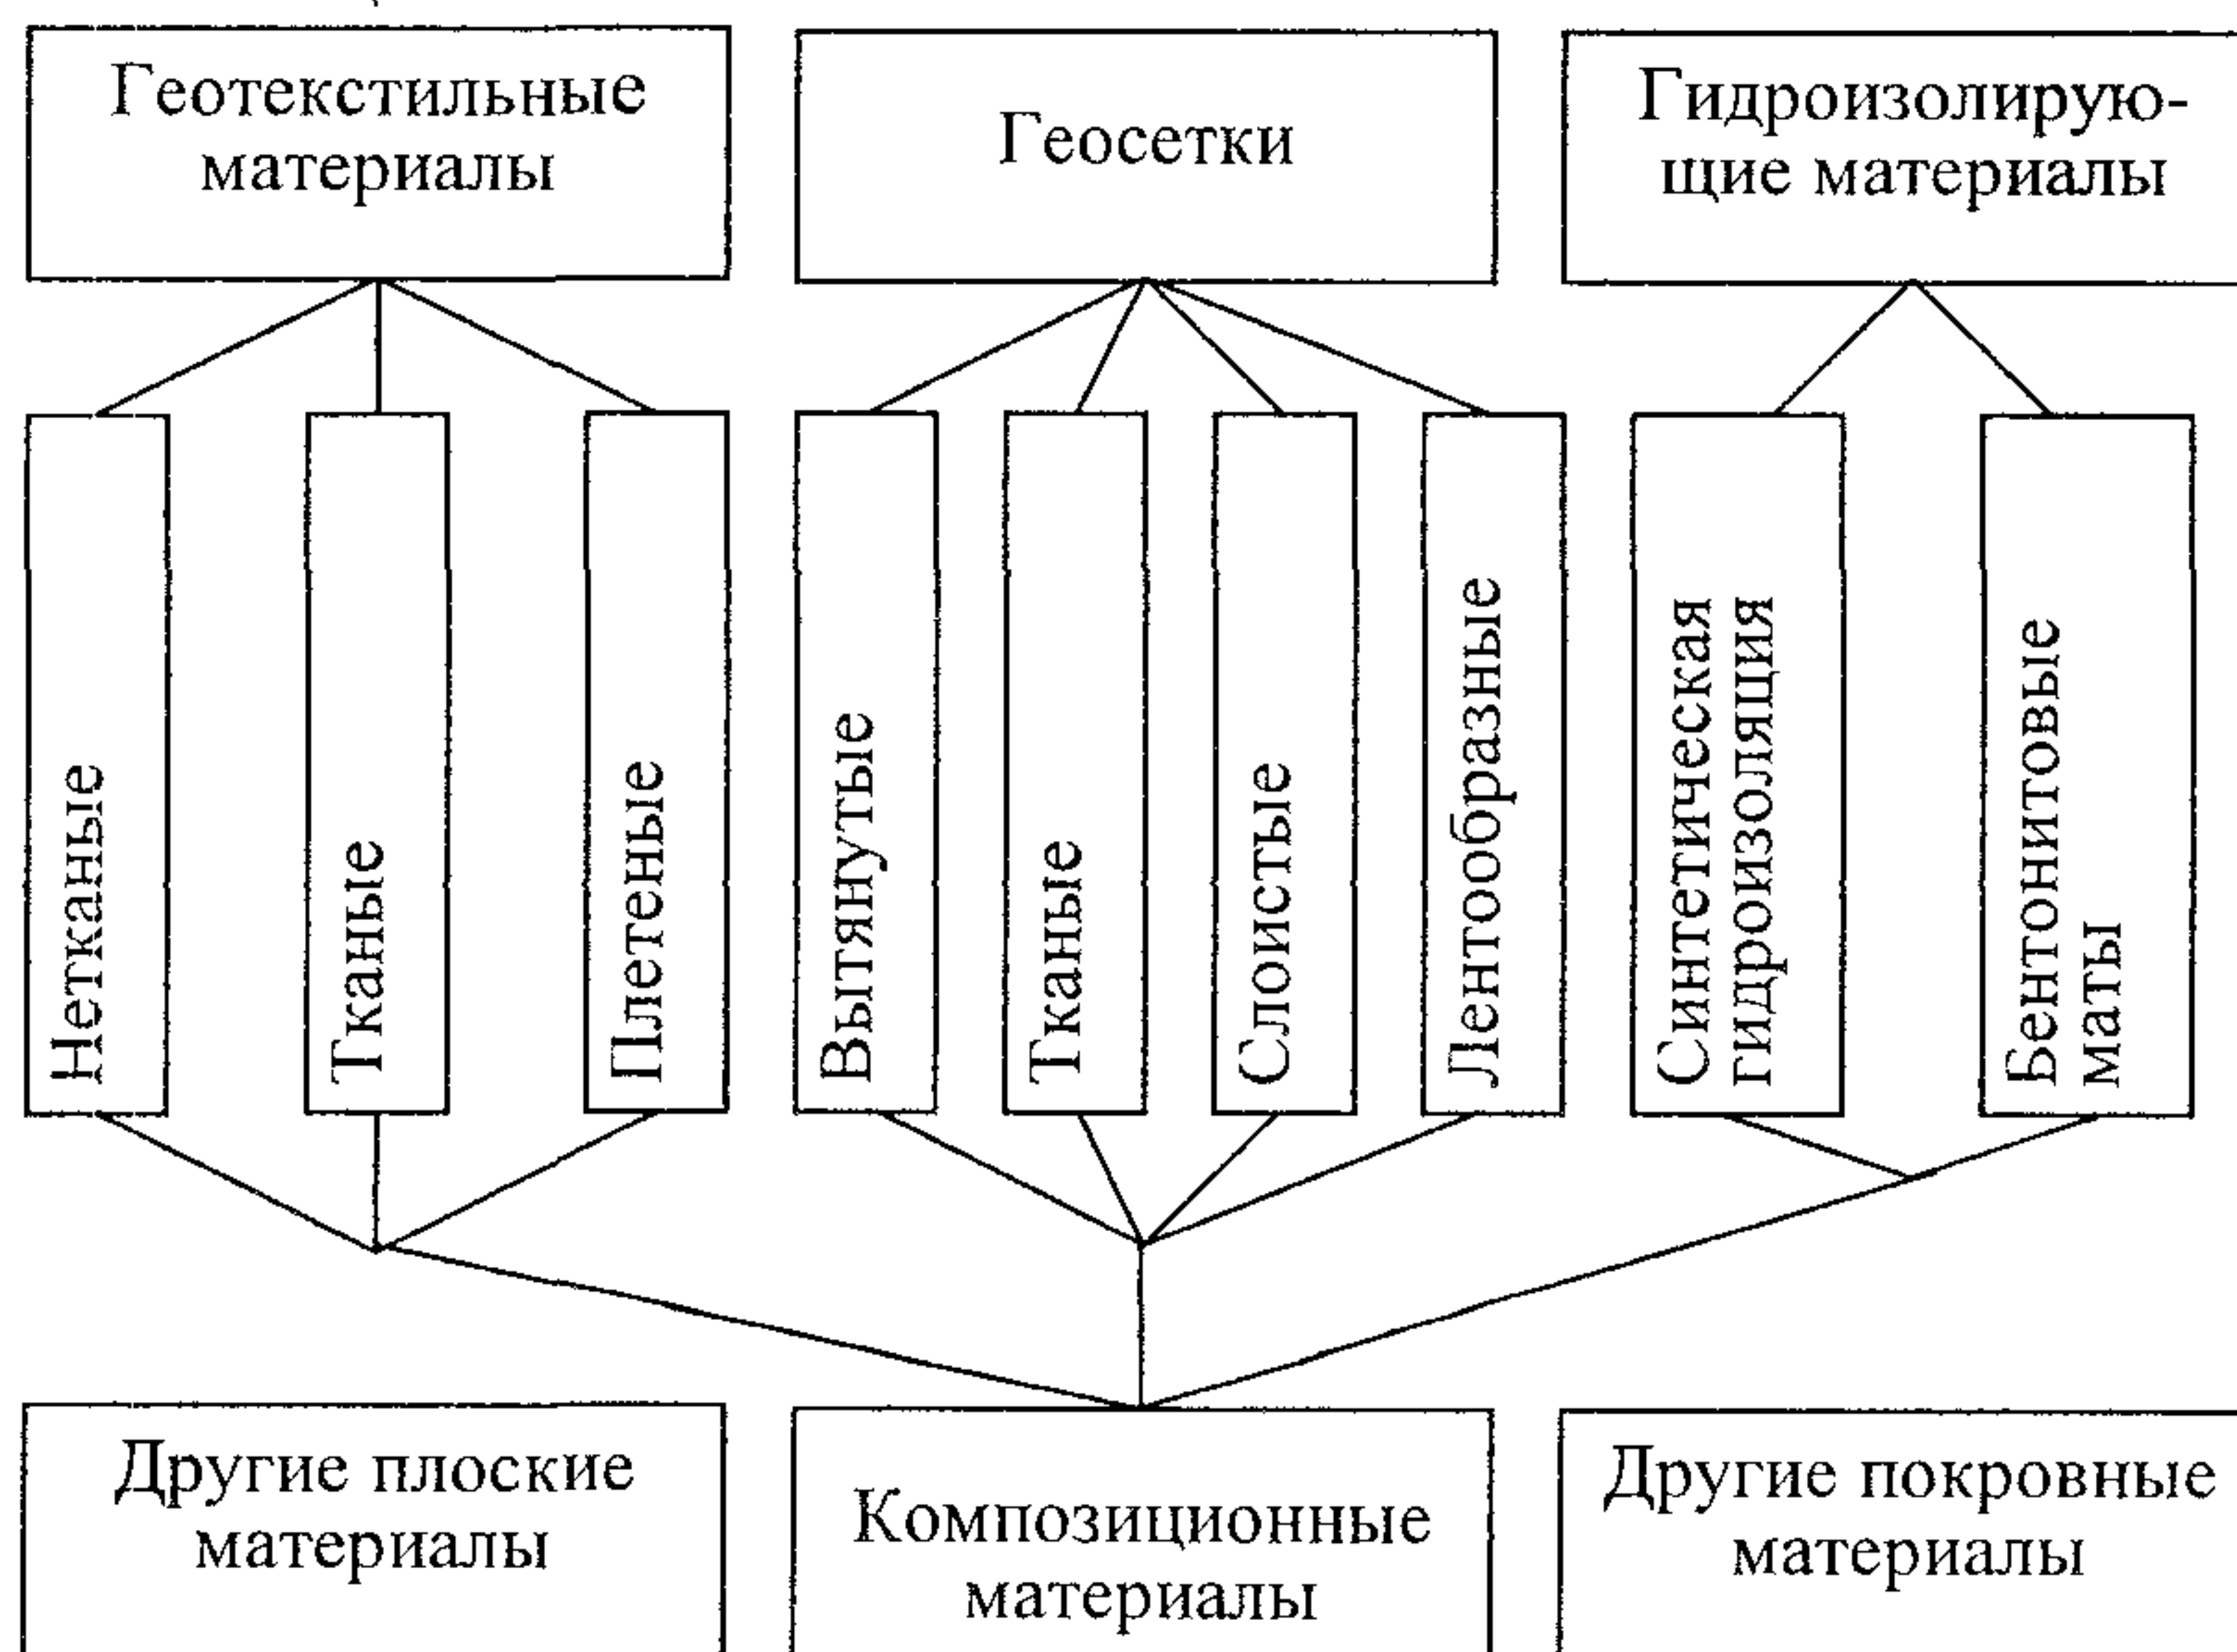 Геотекстильные
материалы
Геосетки
Гидроизолирую-
щие материалы
Нетканые
Тканые
Плетеные
Вытянутые
Тканые
Слоистые
Лентообразные
Синтетическая
гидроизоляция
Бентонитовые
маты
Другие плоские
материалы
Композиционные
материалы
Другие покровные
материалы